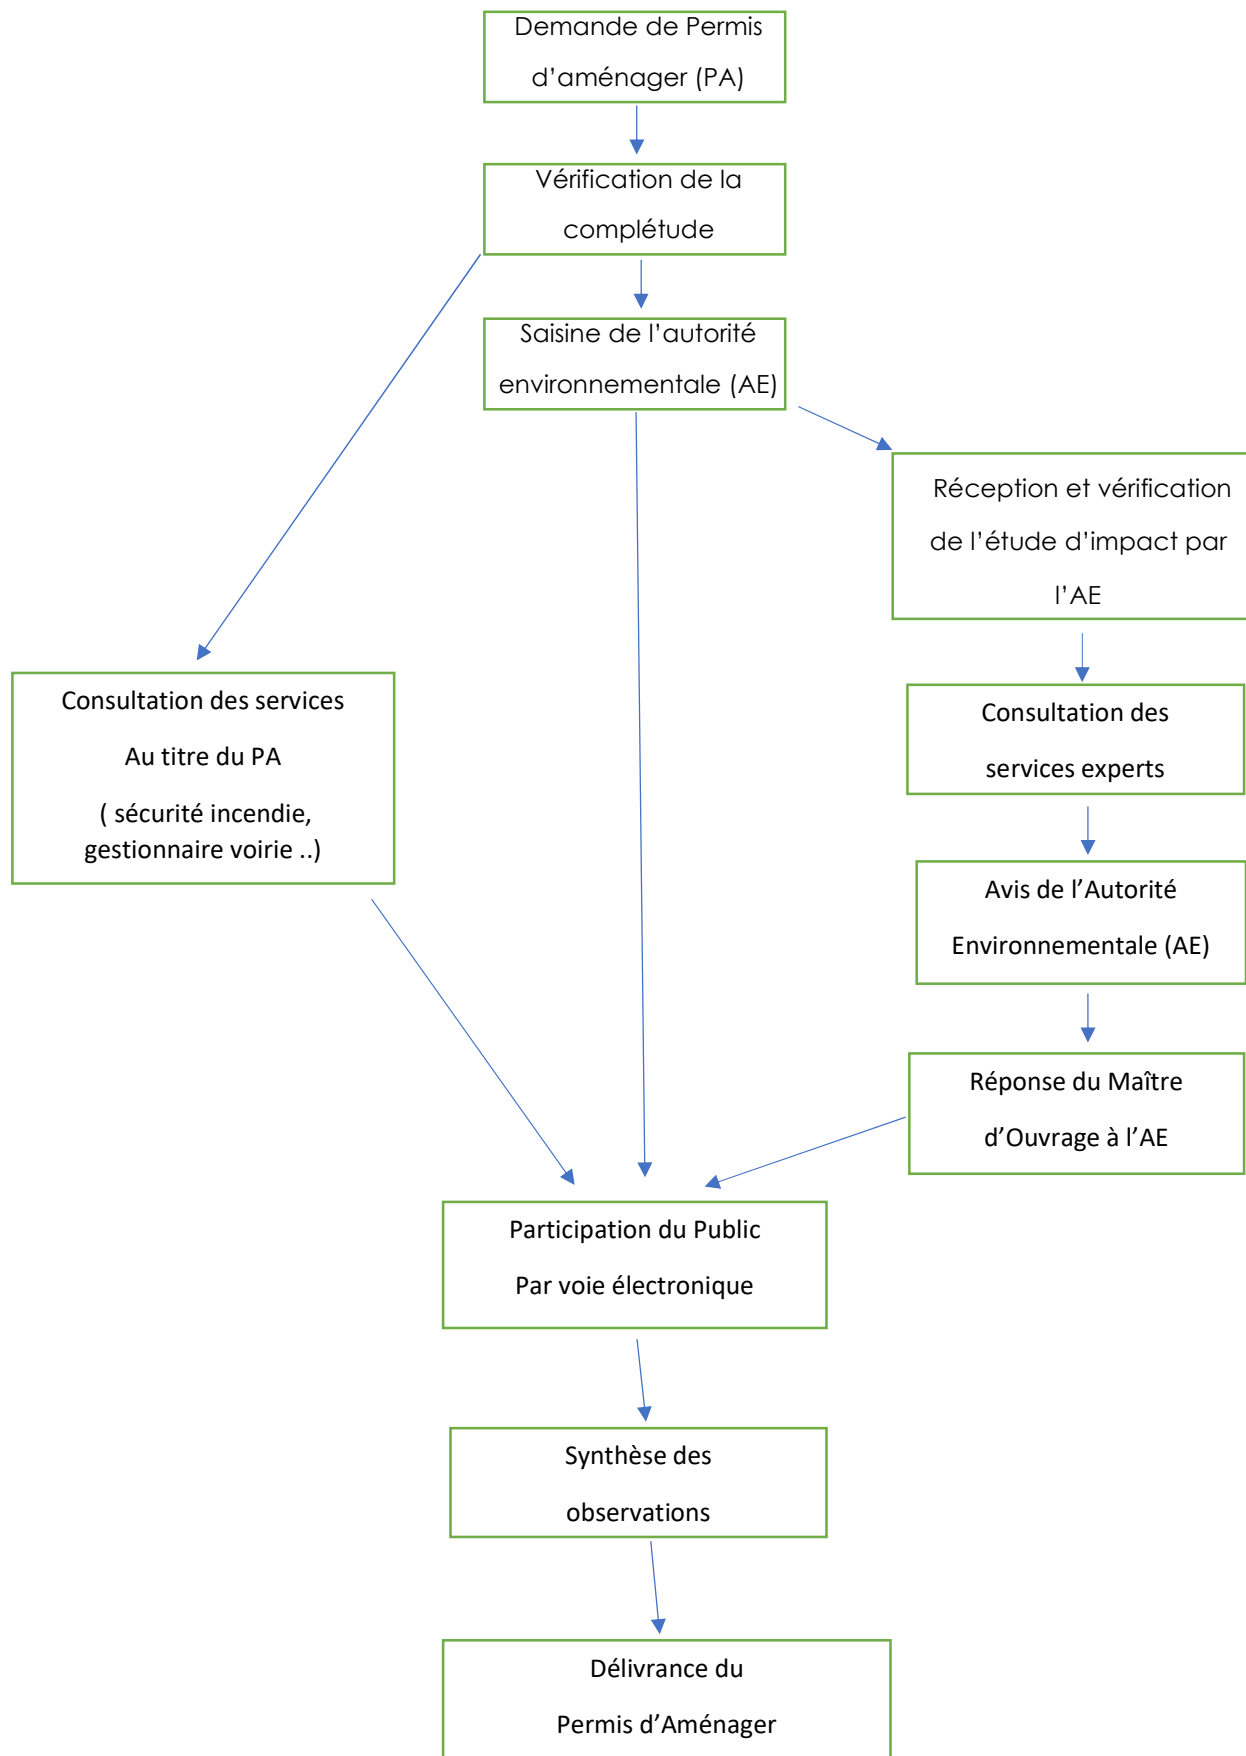 Demande de Permis
d’aménager (PA)
Vérification de la
complétude
Saisine de l’autorité
environnementale (AE)
Réception et vérification
de l’étude d’impact par
l’AE
Consultation des services
Au titre du PA
( sécurité incendie,
gestionnaire voirie ..)
Consultation des
services experts
Avis de l’Autorité
Environnementale (AE)
Réponse du Maître
d’Ouvrage à l’AE
Participation du Public
Par voie électronique
Synthèse des
observations
Délivrance du
Permis d’Aménager